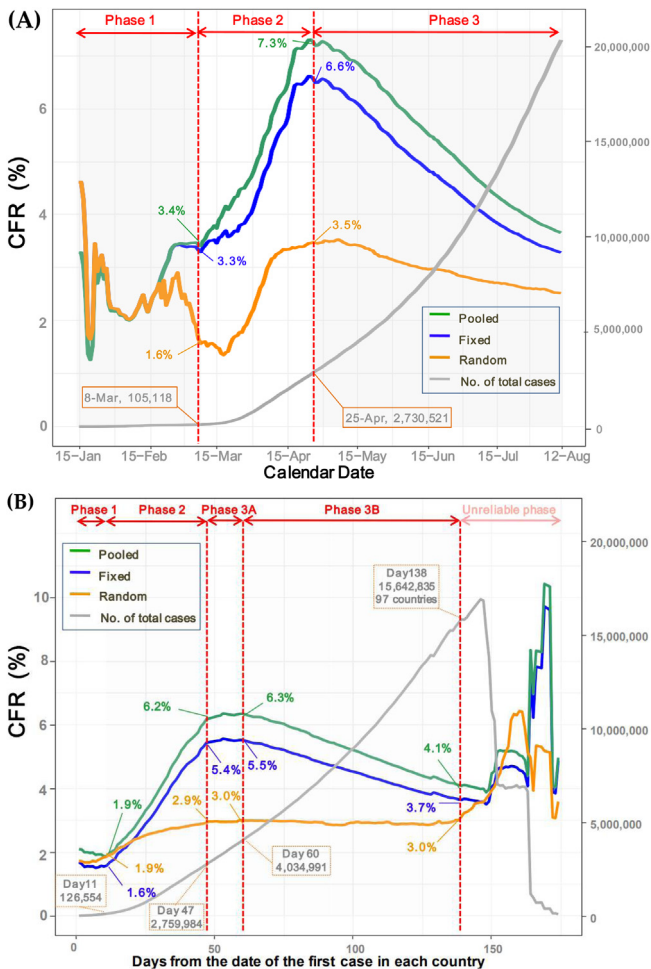 (A)
Phase 1
Phase 2
Phase 3
7.3%
6.6%
3.4%
3.3%
3.5%
1.6%
8-Mar, 105,118
25-Apr, 2,730,521
Pooled
Fixed
Random
No. of total cases
CFR (%)
6
4
2
0
20,000,000
15,000,000
10,000,000
5,000,000
0
15-Jan
15-Feb
15-Mar
15-Apr
15-May
15-Jun
15-Jul
12-Aug
Calendar Date
(B)
Phase 1
Phase 2
Phase 3A
Phase 3B
Unreliable phase
Pooled
Fixed
Random
No. of total cases
Day138
15,642,835
97 countries
6.2%
6.3%
5.4%
5.5%
4.1%
3.7%
1.9%
2.9%
3.0%
1.9%
1.6%
3.0%
Day11
126,554
Day 47
2,759,984
Day 60
4,034,991
CFR (%)
10
8
6
4
2
0
20,000,000
15,000,000
10,000,000
5,000,000
0
0
50
100
150
Days from the date of the first case in each country